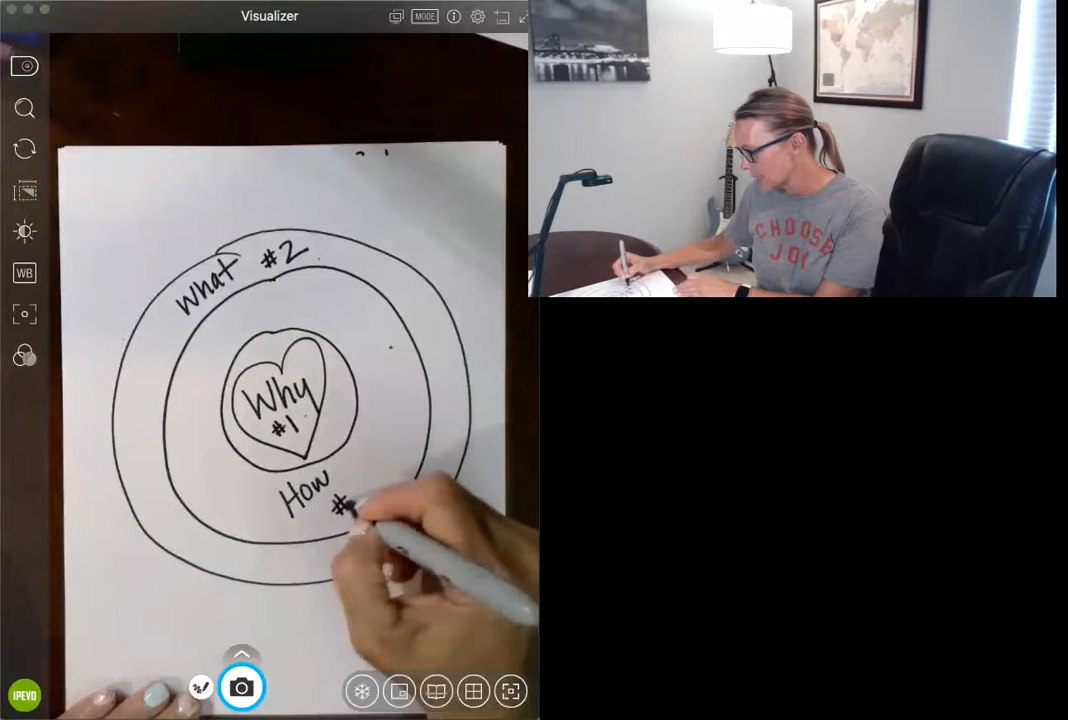 Visualizer
MODE
WB
What #2
Why
#1
How
#
IPEVO
CHOOSE
JOY